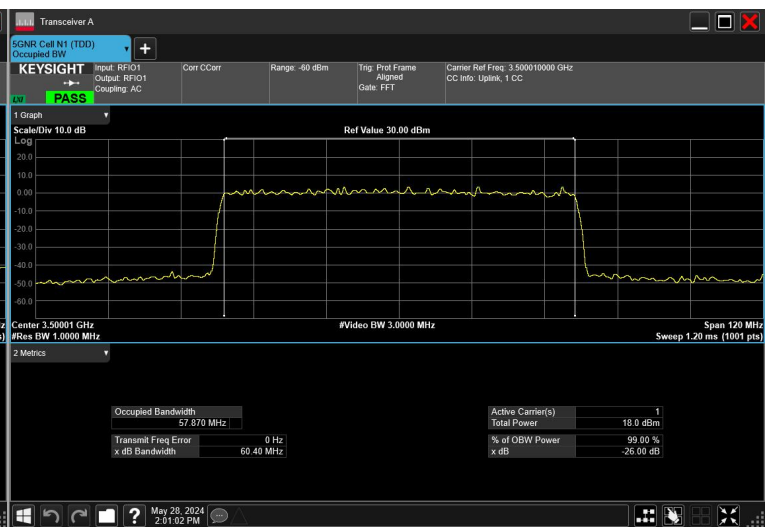 Transceiver A
5GNR Cell N1 (TDD)
Occupied BW
+
KEYSIGHT
Input: RFIO1
Output: RFIO1
Coupling: AC
Corr CCorr
Range: -60 dBm
Trig: Prot Frame
Aligned
Gate: FFT
Carrier Ref Freq: 3.500010000 GHz
CC Info: Uplink, 1 CC
LXI
PASS
1 Graph
Scale/Div 10.0 dB
Ref Value 30.00 dBm
Log
20.0
10.0
0.00
-10.0
-20.0
-30.0
-40.0
-50.0
-60.0
z
Center 3.50001 GHz
#Video BW 3.0000 MHz
Span 120 MHz
s)
#Res BW 1.0000 MHz
Sweep 1.20 ms (1001 pts)
2 Metrics
Occupied Bandwidth
57.870 MHz
Transmit Freq Error 0 Hz
x dB Bandwidth 60.40 MHz
Active Carrier(s) 1
Total Power 18.0 dBm
% of OBW Power 99.00 %
x dB -26.00 dB
?
May 28, 2024
2:01:02 PM